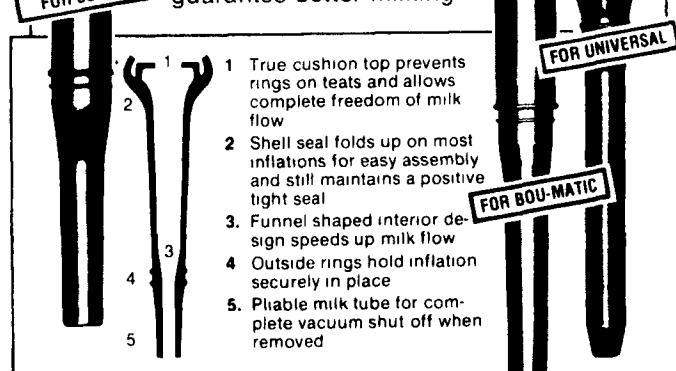 guarantee better milking
FOR UNIVERSAL
1
2
3
4
5
1 True cushion top prevents
rings on teats and allows
complete freedom of milk
flow
2 Shell seal folds up on most
inflations for easy assembly
and still maintains a positive
tight seal
3. Funnel shaped interior de-
sign speeds up milk flow
4 Outside rings hold inflation
securely in place
5. Pliable milk tube for com-
plete vacuum shut off when
removed
FOR BOU-MATIC